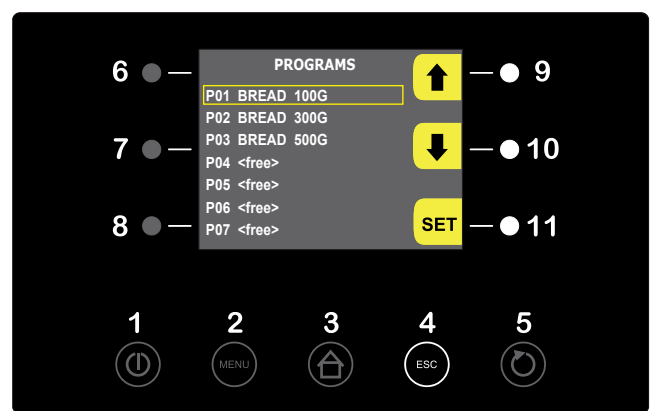 PROGRAMS
6
9
P01 BREAD 100G
P02 BREAD 300G
7
P03 BREAD 500G
10
P04 <free>
P05 <free>
P06 <free>
8
P07 <free>
SET
11
1
2
3
4
5
MENU
ESC